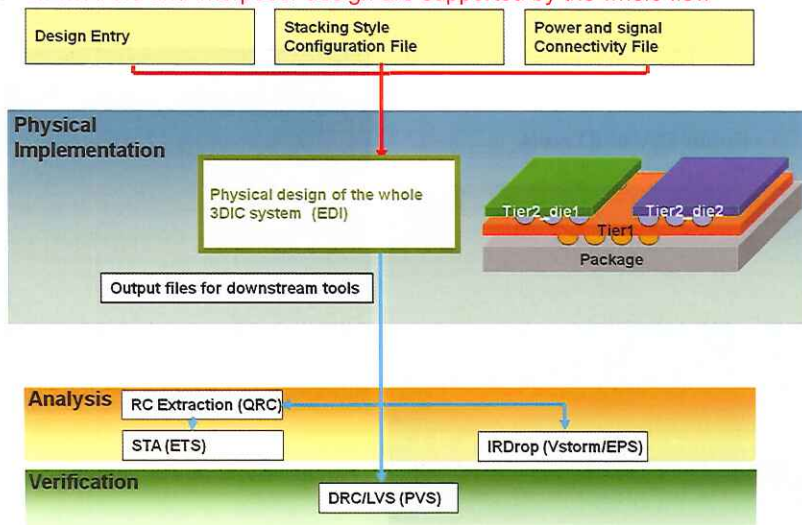 Design Entry
Stacking Style
Configuration File
Power and signal
Connectivity File
Physical
Implementation
Physical design of the whole
3DIC system (EDI)
Tier2_die1
Tier2_die2
Tier1
Package
Output files for downstream tools
Analysis
RC Extraction (QRC)
STA (ETS)
IRDrop (Vstorm/EPS)
Verification
DRC/LVS (PVS)